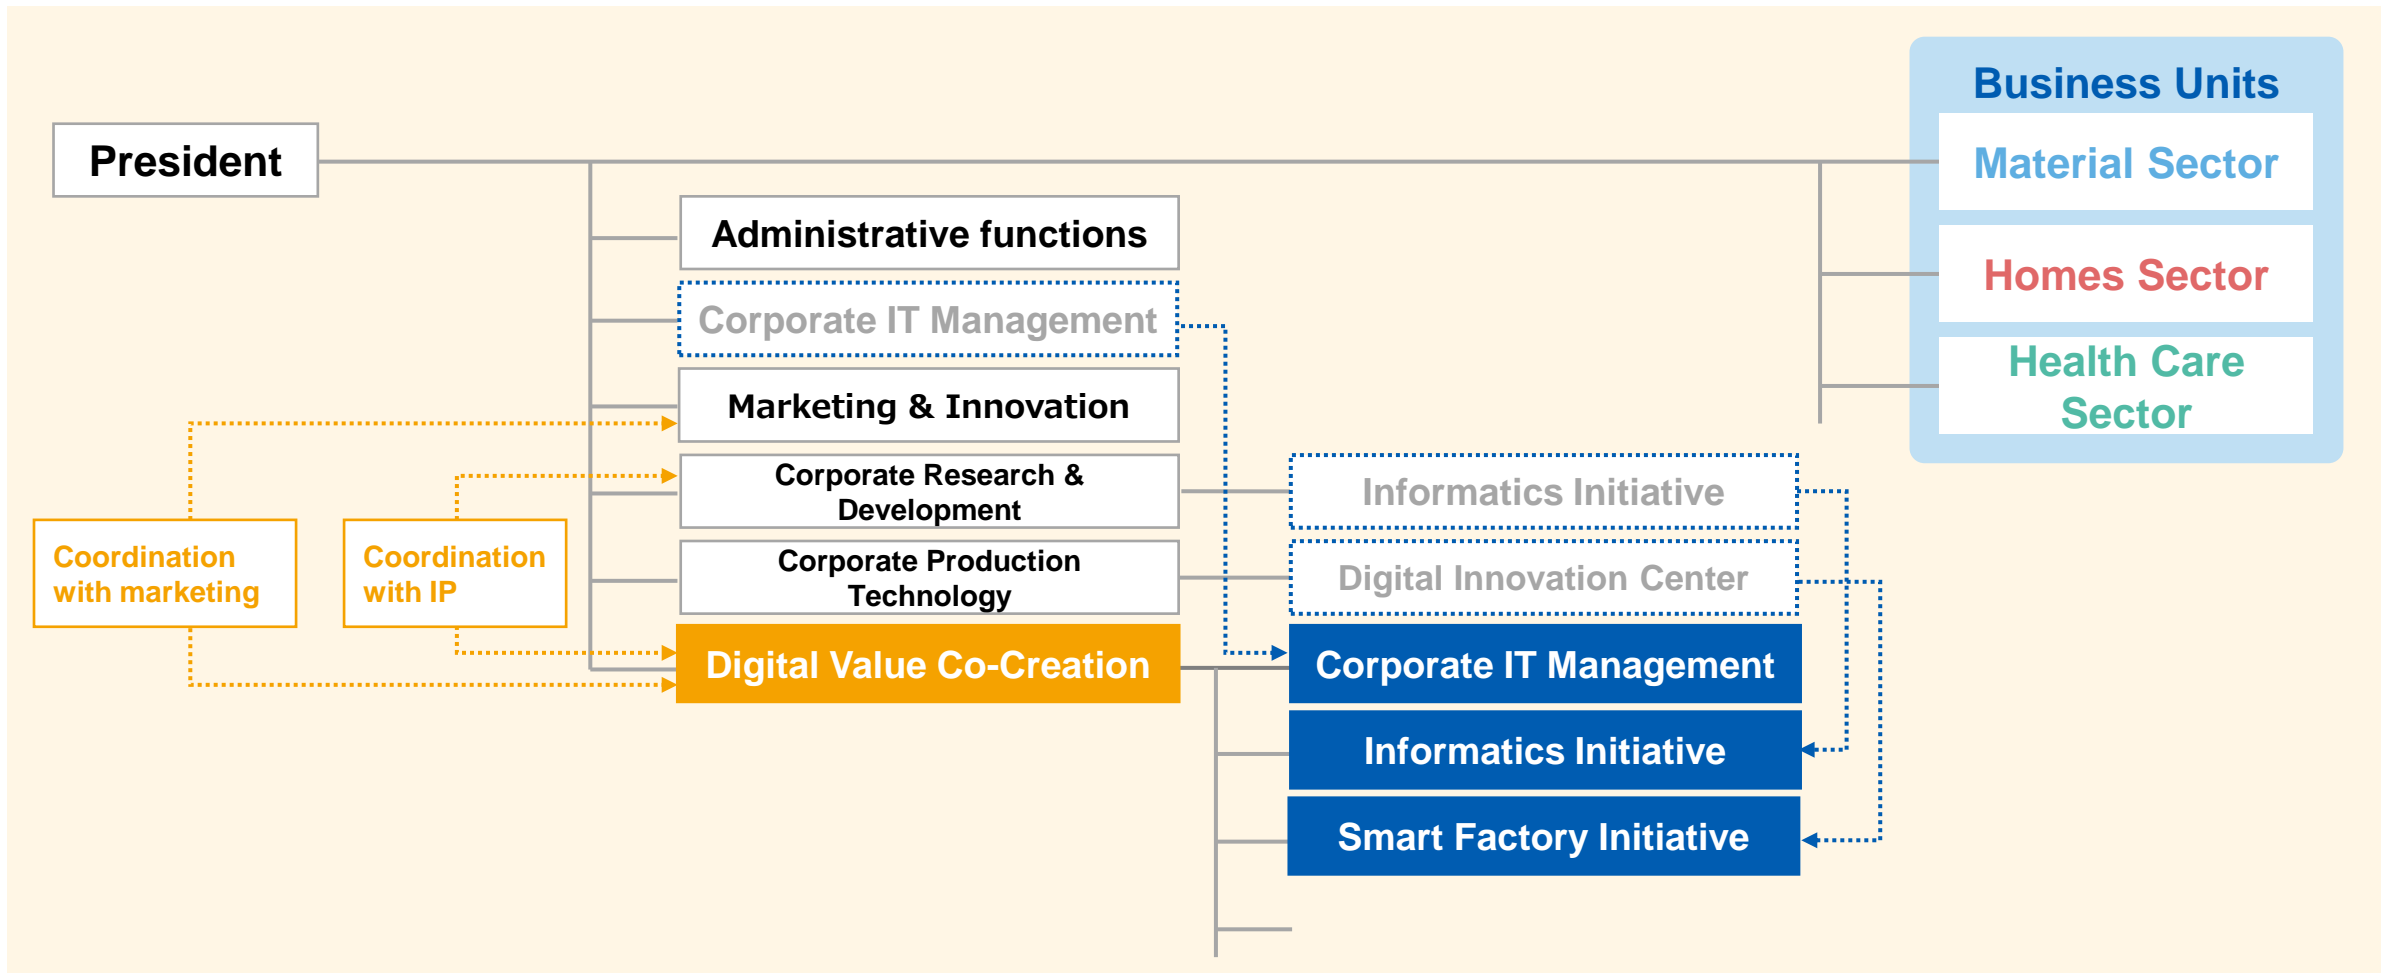 Business Units
President
Material Sector
Administrative functions
Homes Sector
Corporate IT Management
Health Care
Sector
Marketing & Innovation
Corporate Research &
Development
Informatics Initiative
Coordination
with marketing
Coordination
with IP
Corporate Production
Technology
Digital Innovation Center
Digital Value Co-Creation
Corporate IT Management
Informatics Initiative
Smart Factory Initiative